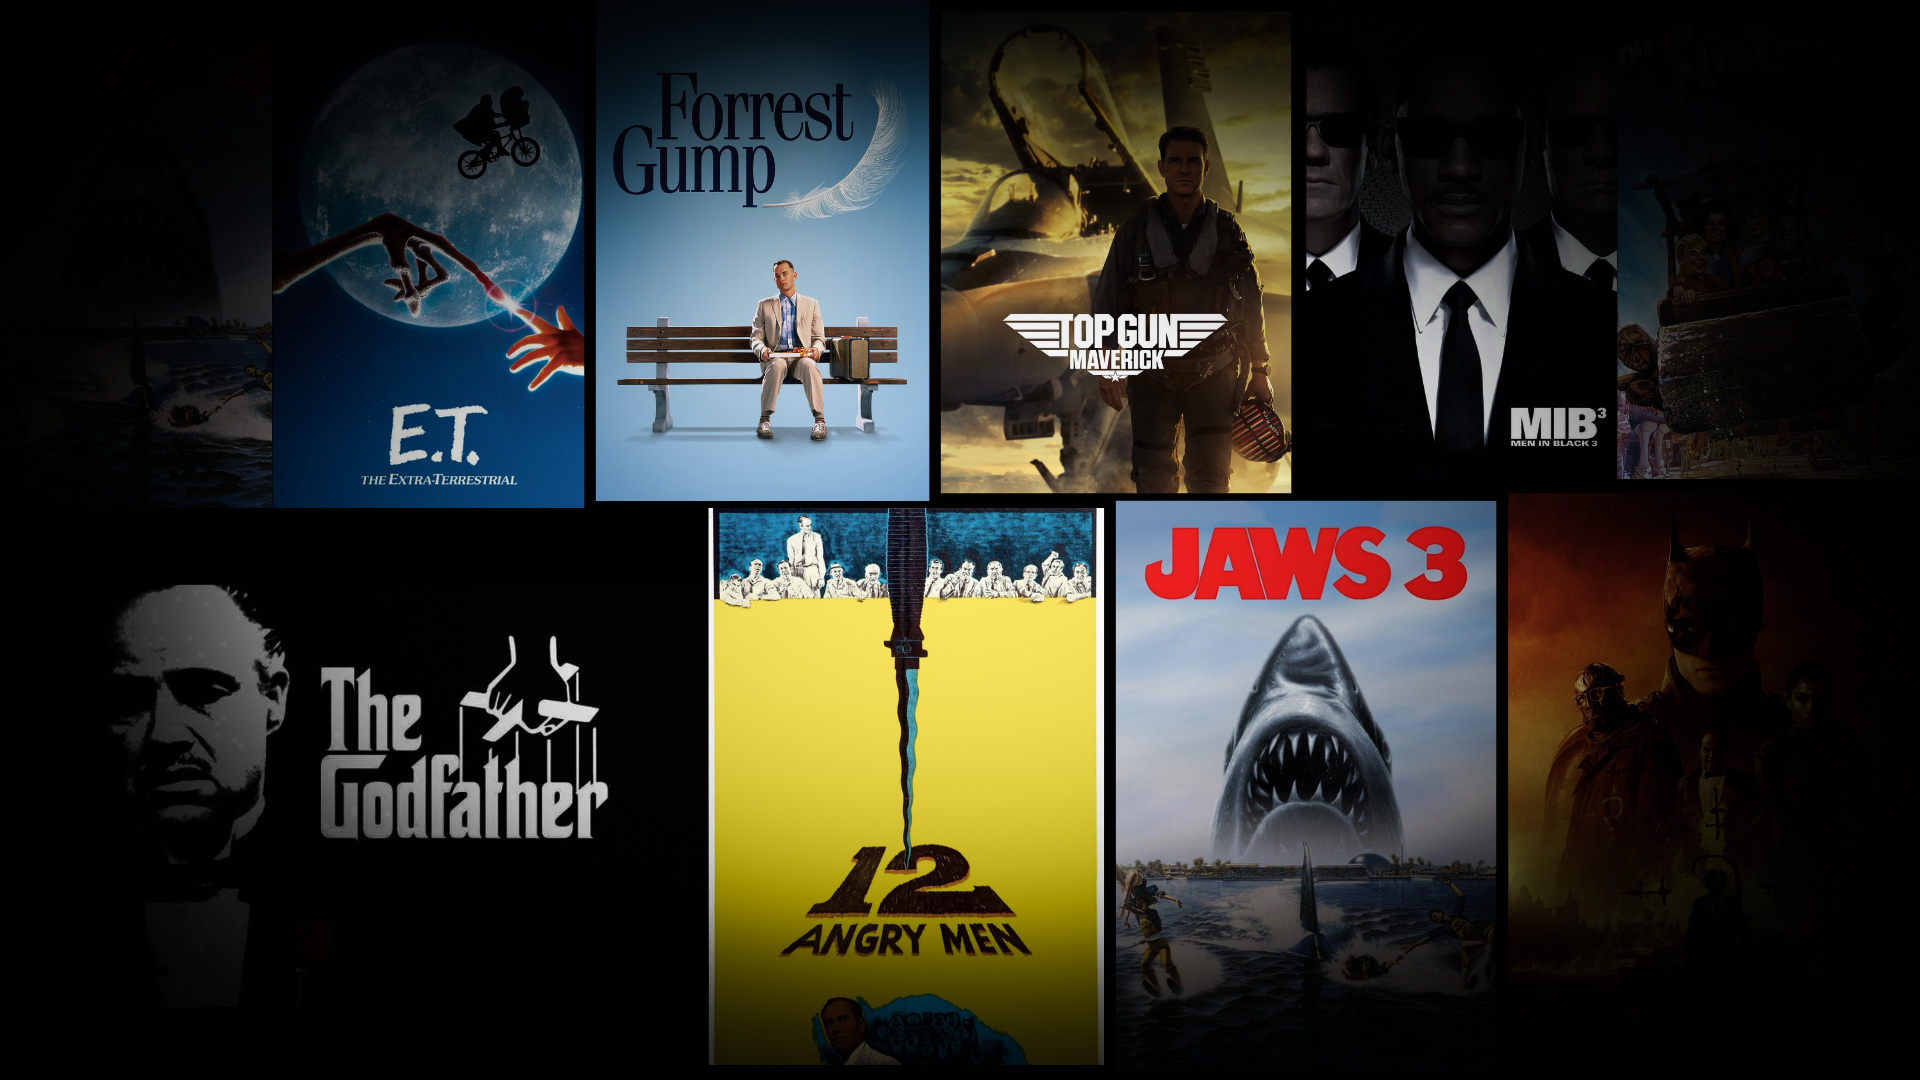 E.T.
THE EXTRA-TERRESTRIAL
Forrest
Gump
TOP GUN
MAVERICK
MIB3
MEN IN BLACK 3
THE
The
Godfather
12
ANGRY MEN
JAWS 3